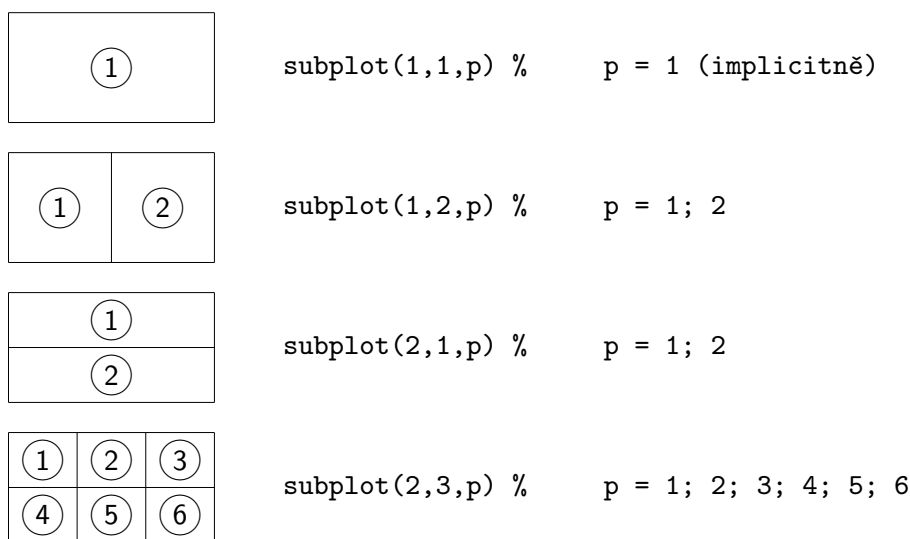 1 subplot(1,1,p) % p = 1 (implicitně)
1 2 subplot(1,2,p) % p = 1; 2
1
subplot(2,1,p) % p = 1; 2
2
1 2 3
subplot(2,3,p) % p = 1; 2; 3; 4; 5; 6
4 5 6